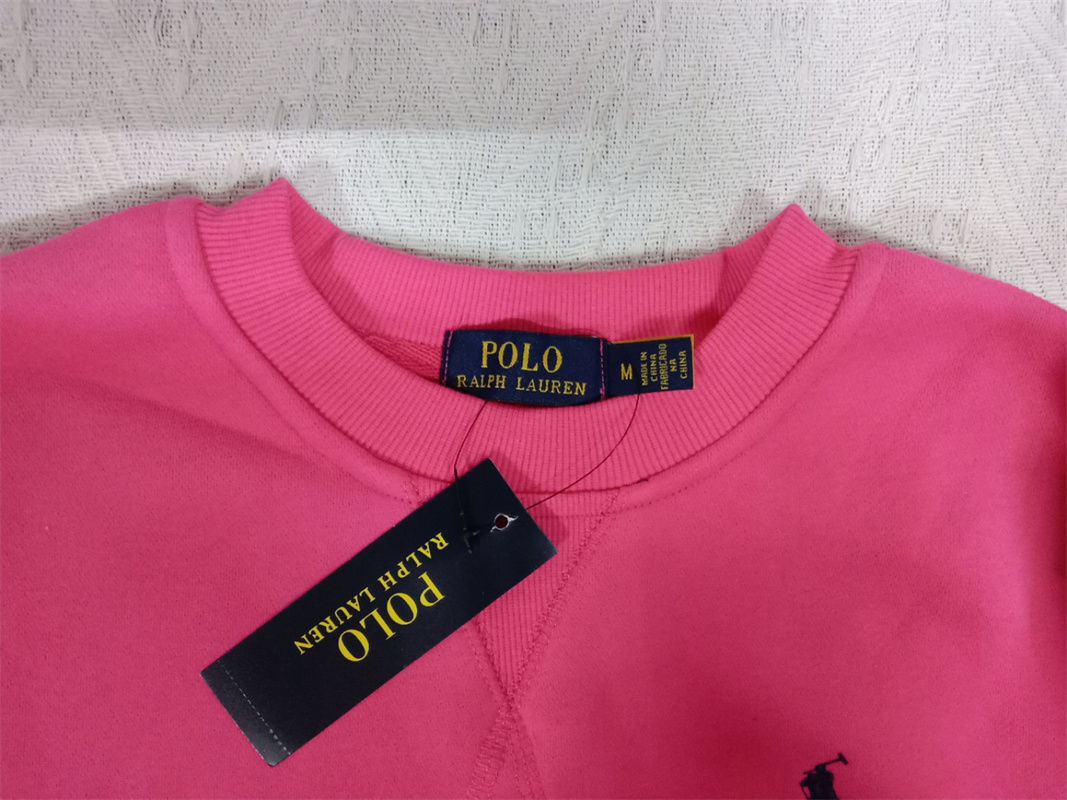 POLO
RALPH LAUREN
M
MADE IN
CHINA
FABRICADO
NA
CHINA
POLO
RALPH LAUREN